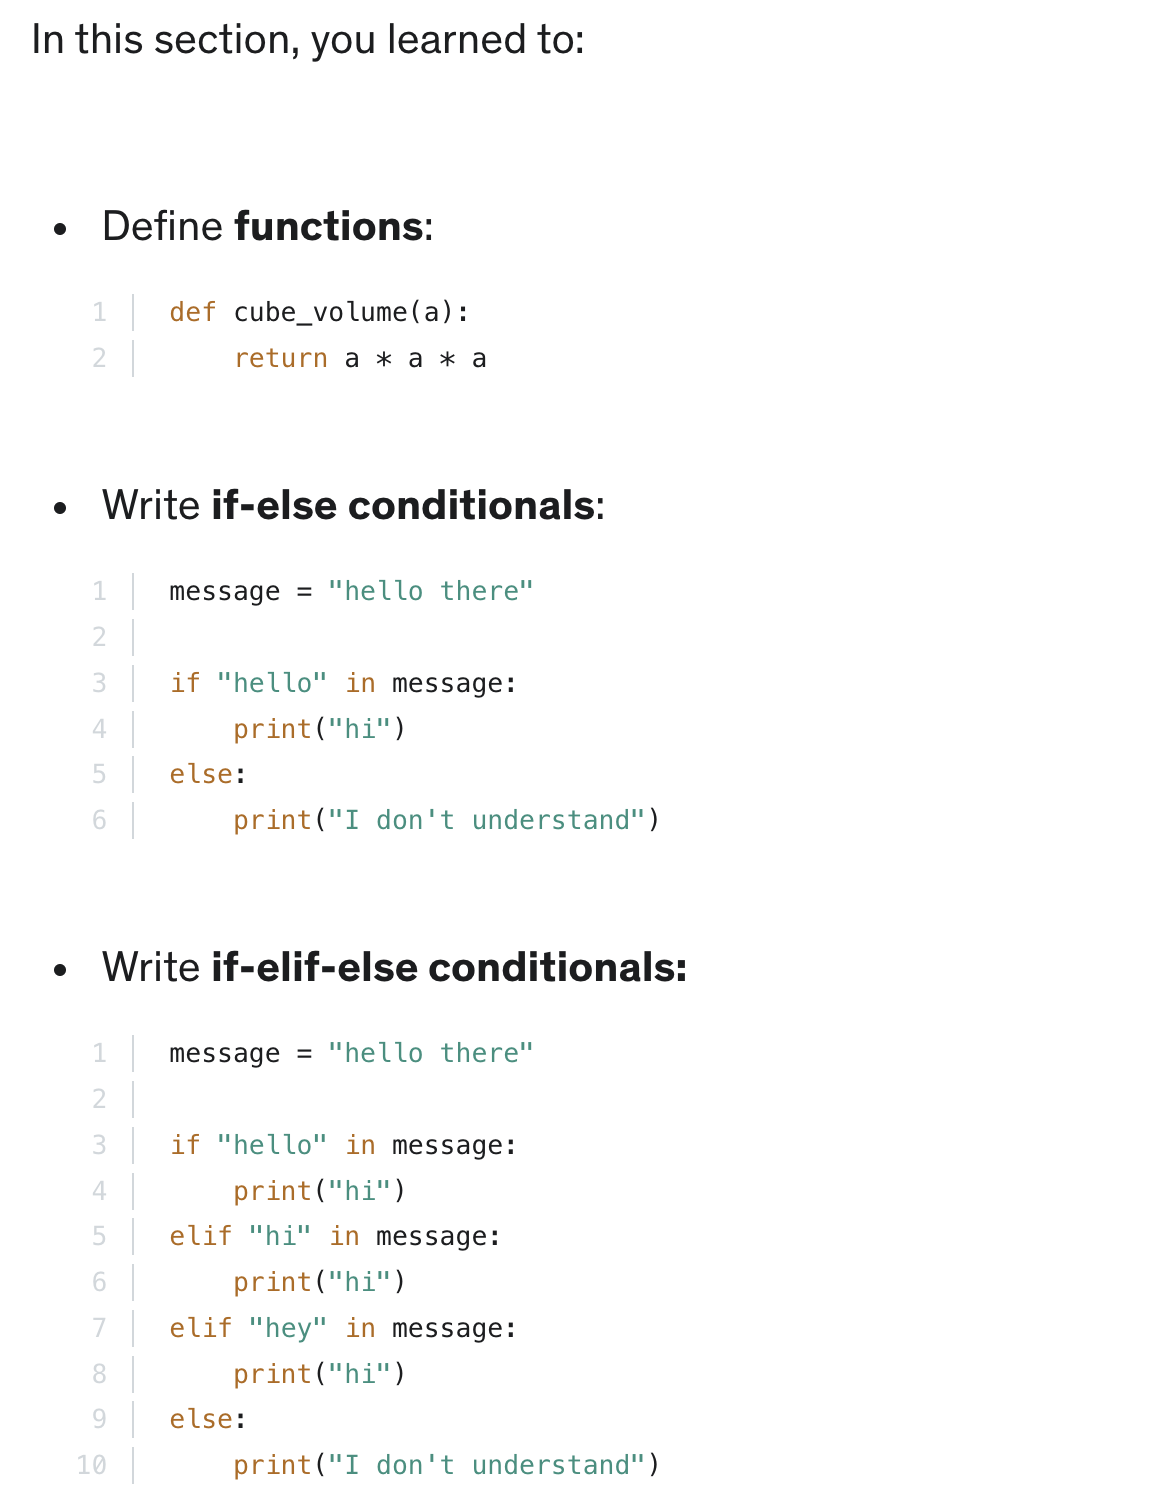 In this section, you learned to:
• Define functions:
1 def cube_volume(a):
2     return a * a * a
• Write if-else conditionals:
1 message = "hello there"
2
3 if "hello" in message:
4     print("hi")
5 else:
6     print("I don't understand")
• Write if-elif-else conditionals:
1 message = "hello there"
2
3 if "hello" in message:
4     print("hi")
5 elif "hi" in message:
6     print("hi")
7 elif "hey" in message:
8     print("hi")
9 else:
10     print("I don't understand")